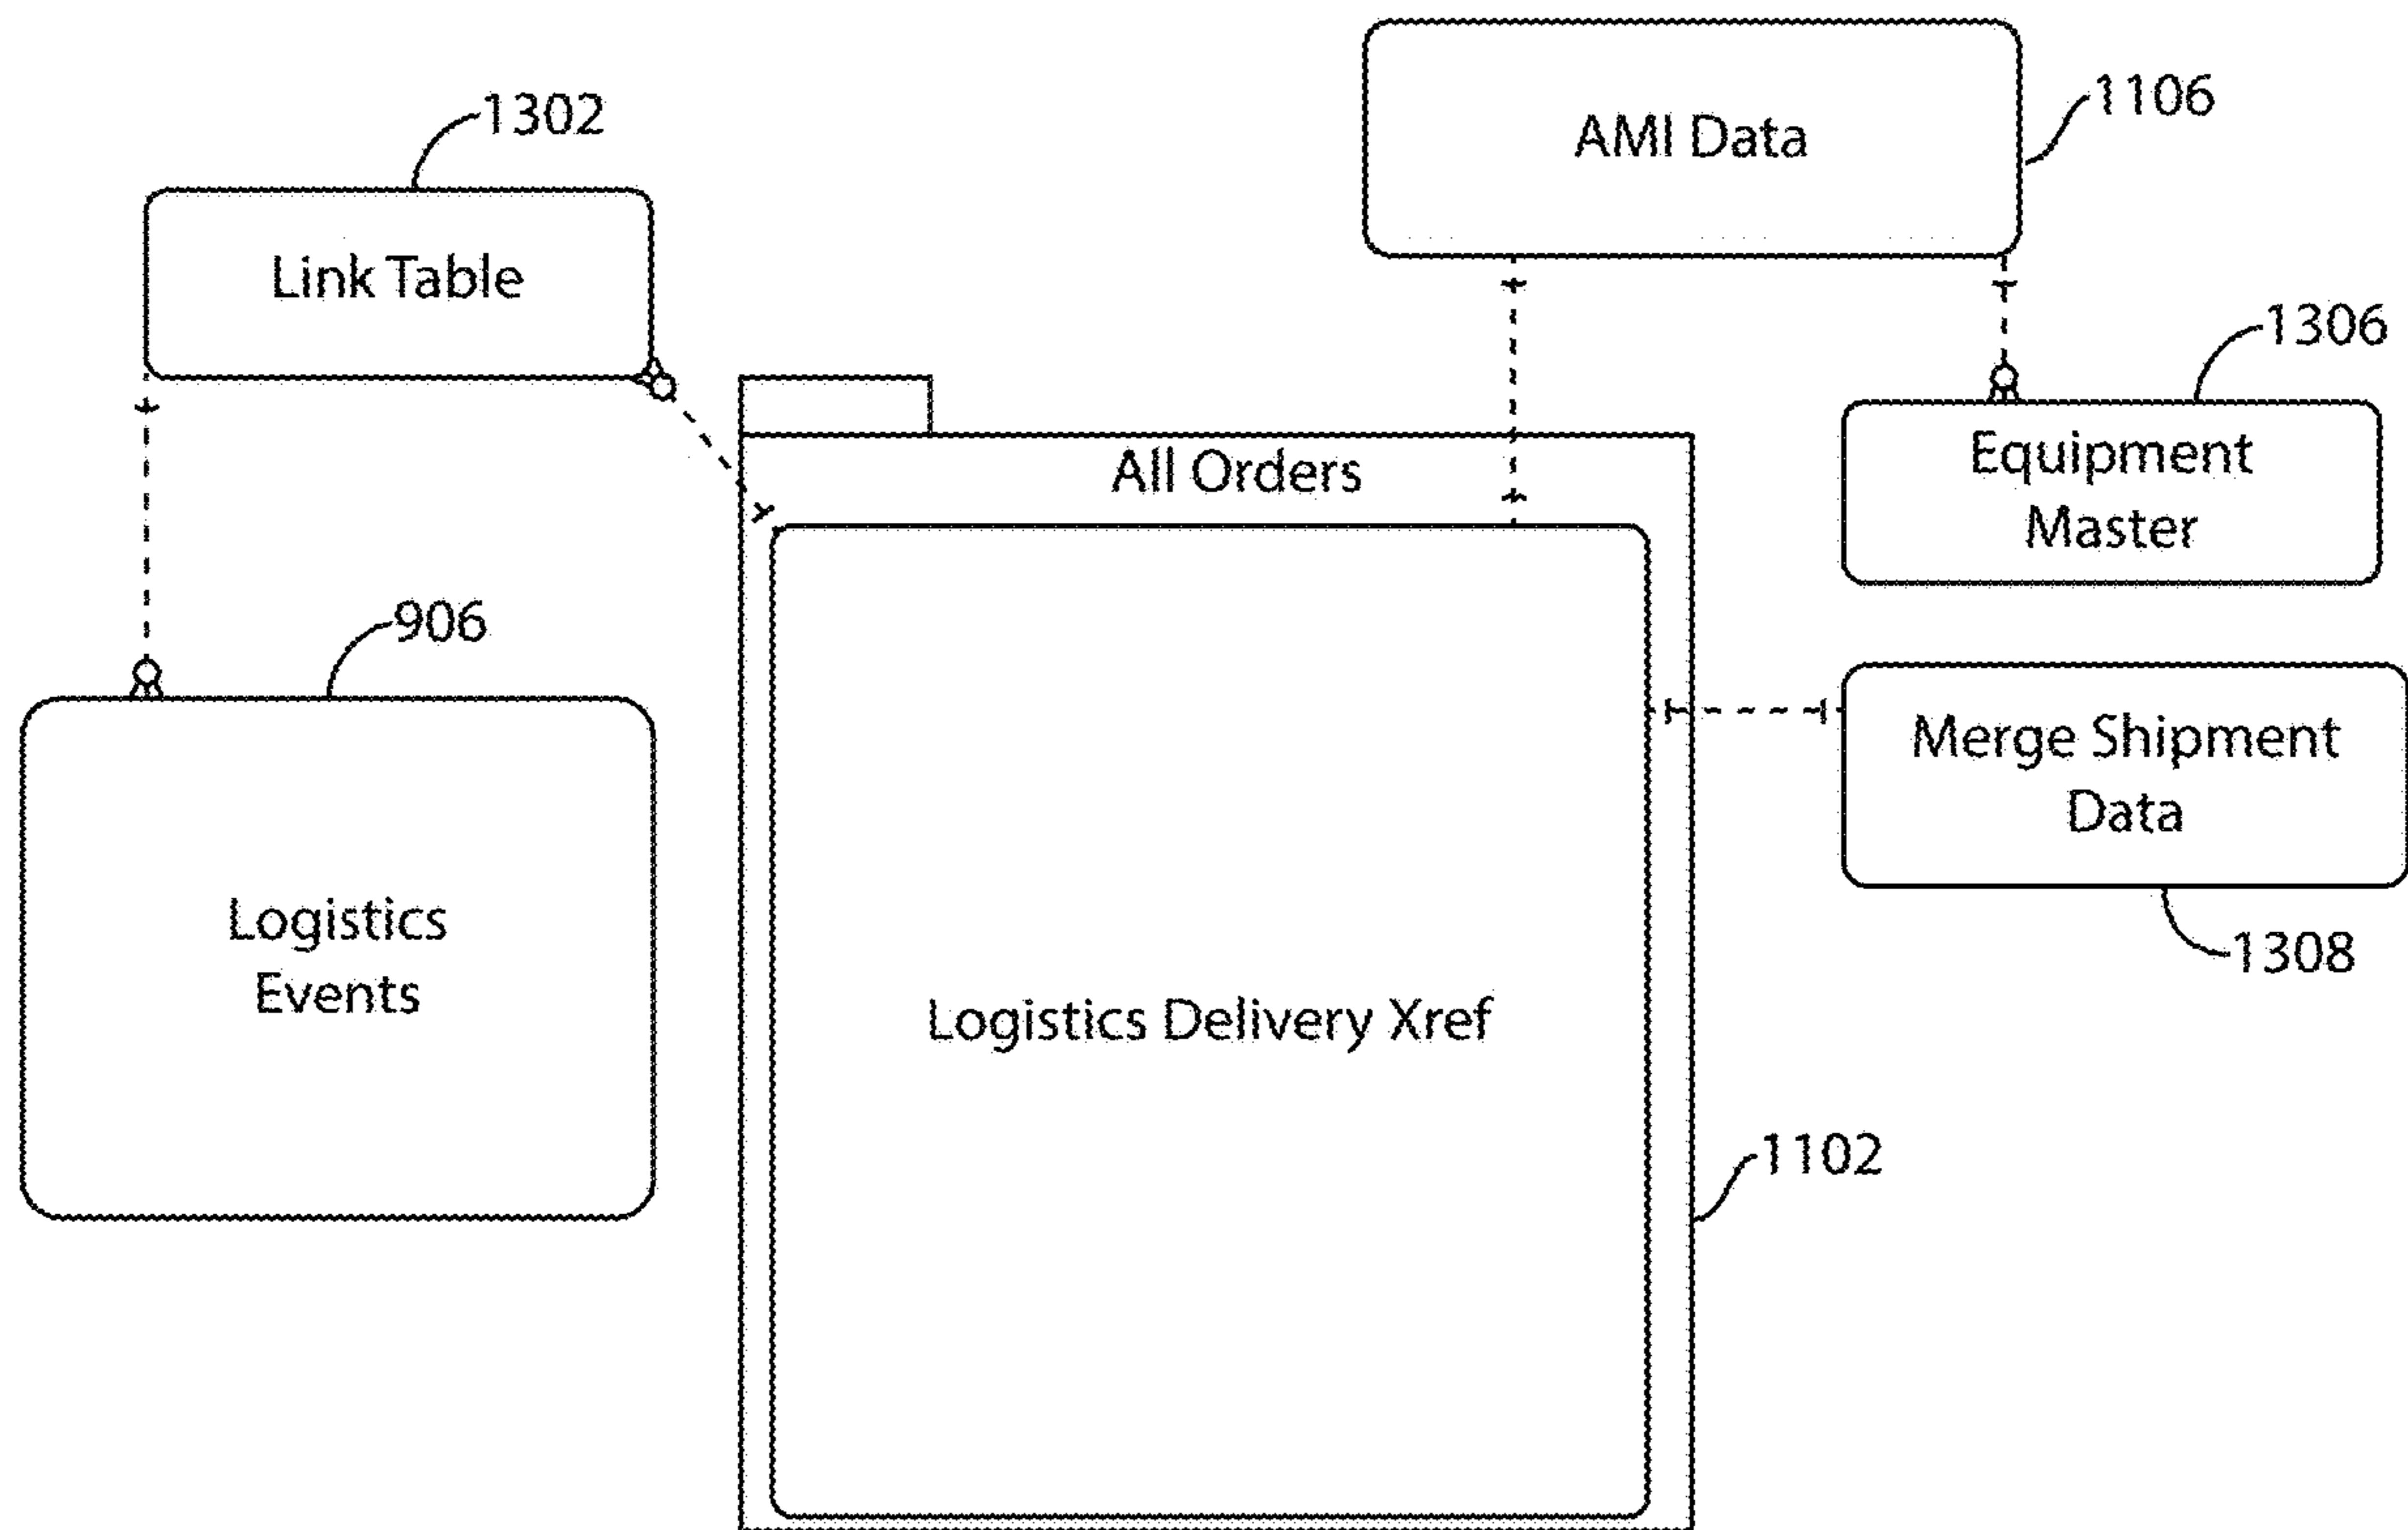 1302
Link Table
AMI Data
1106
1306
Equipment
Master
All Orders
906
Logistics
Events
Logistics Delivery Xref
Merge Shipment
Data
1308
1102